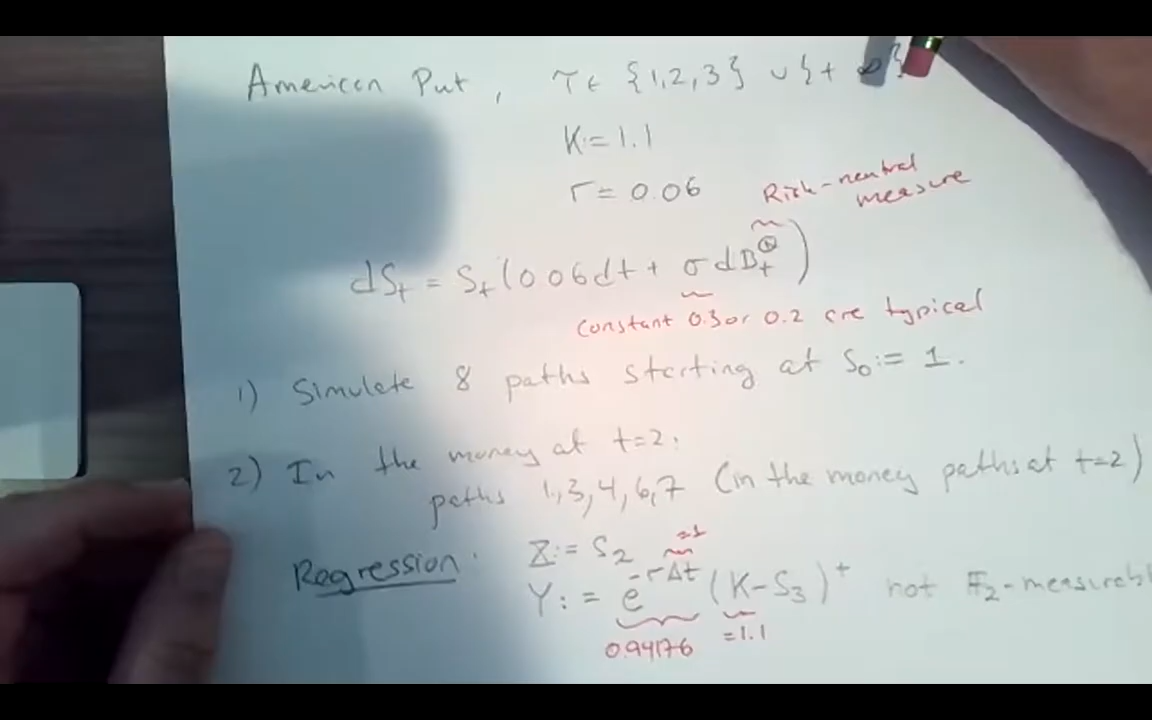 American Put, τ ∈ {1,2,3} ∪ {+∞}
K = 1.1
r = 0.06
Risk-neutral measure
dS_t = S_t (0.06 dt + σ dB_t^Q)
Constant 0.3 or 0.2 are typical
1) Simulate 8 paths starting at S_0 := 1.
2) In the money at t=2:
paths 1,3,4,6,7 (in the money paths at t=2)
=1
Regression: X := S_2
Y := e^{-rΔt} (K-S_3)^+ not F_2-measurabl
0.94176 =1.1